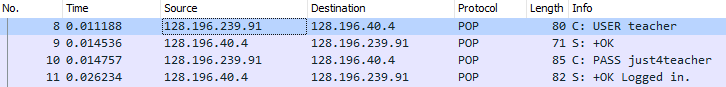 No. Time Source Destination Protocol Length Info
8 0.011188 128.196.239.91 128.196.40.4 POP 80 C: USER teacher
9 0.014536 128.196.40.4 128.196.239.91 POP 71 S: +OK
10 0.014757 128.196.239.91 128.196.40.4 POP 85 C: PASS just4teacher
11 0.026234 128.196.40.4 128.196.239.91 POP 82 S: +OK Logged in.